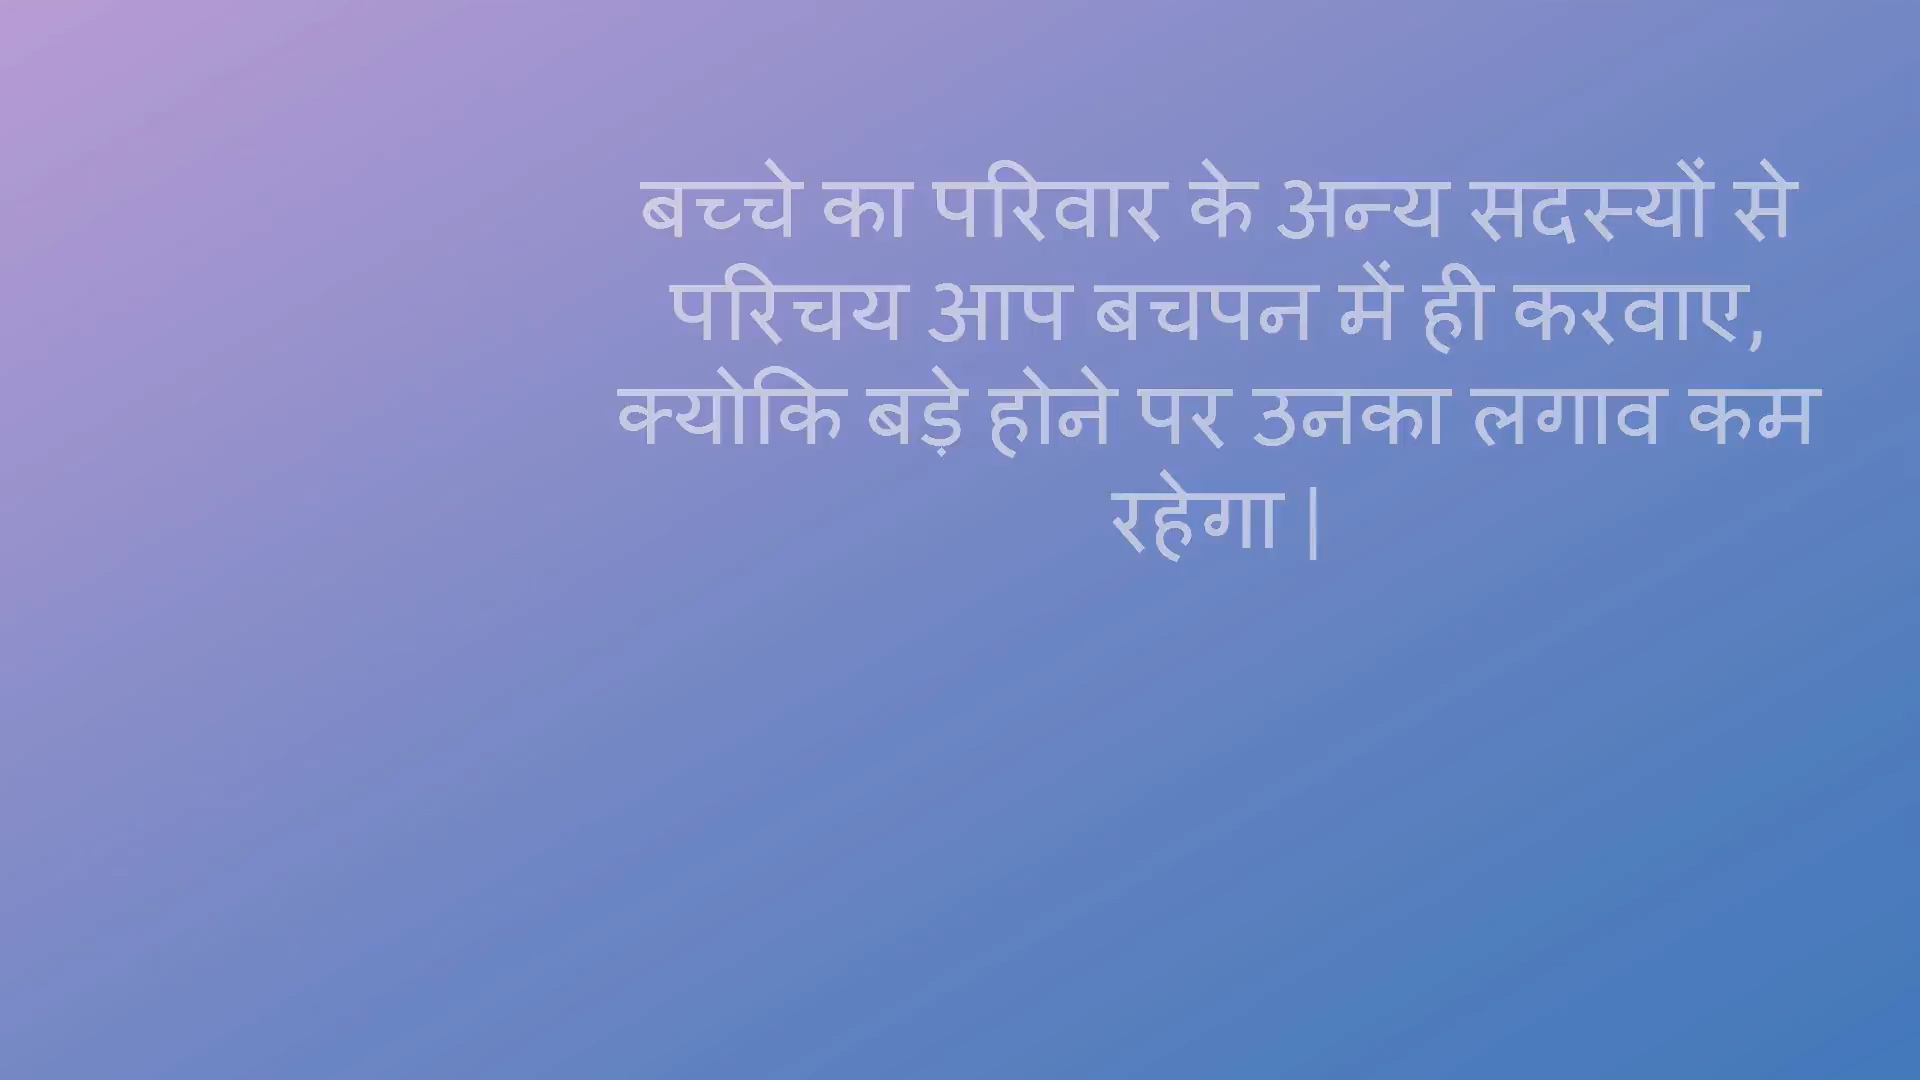 बच्चे का परिवार के अन्य सदस्यों से
परिचय आप बचपन में ही करवाए,
क्योकि बड़े होने पर उनका लगाव कम
रहेगा |